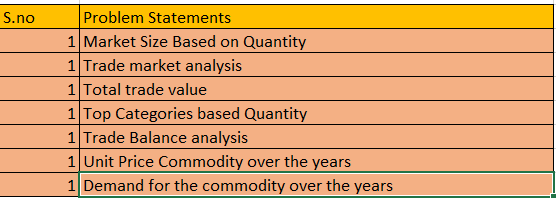 S.no Problem Statements
1 Market Size Based on Quantity
1 Trade market analysis
1 Total trade value
1 Top Categories based Quantity
1 Trade Balance analysis
1 Unit Price Commodity over the years
1 Demand for the commodity over the years